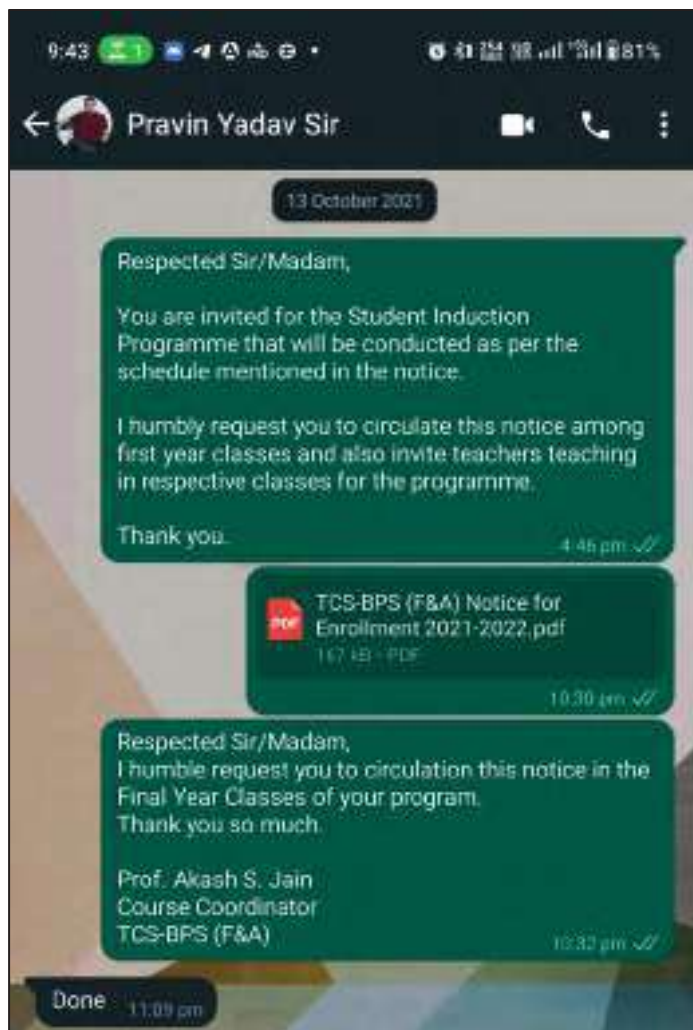 9:43
1
81%
Pravin Yadav Sir
13 October 2021
Respected Sir/Madam,
You are invited for the Student Induction
Programme that will be conducted as per the
schedule mentioned in the notice.
I humbly request you to circulate this notice among
first year classes and also invite teachers teaching
in respective classes for the programme.
Thank you.
4:46 pm
TCS-BPS (F&A) Notice for
Enrollment 2021-2022.pdf
PDF
167 kB - PDF
10:30 pm
Respected Sir/Madam,
I humble request you to circulation this notice in the
Final Year Classes of your program.
Thank you so much.
Prof. Akash S. Jain
Course Coordinator
TCS-BPS (F&A)
10:32 pm
Done
11:09 pm